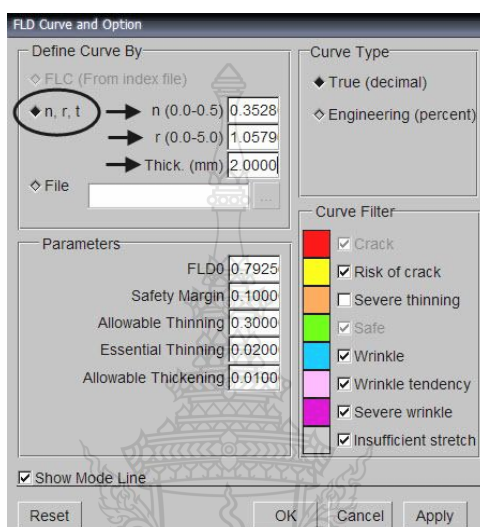 FLD Curve and Option
Define Curve By
FLC (From index file)
n, r, t
n (0.0-0.5) 0.3528
r (0.0-5.0) 1.0579
Thick. (mm) 2.0000
File
...
Curve Type
True (decimal)
Engineering (percent)
Parameters
FLD0 0.7925
Safety Margin 0.1000
Allowable Thinning 0.3000
Essential Thinning 0.0200
Allowable Thickening 0.0100
Curve Filter
Crack
Risk of crack
Severe thinning
Safe
Wrinkle
Wrinkle tendency
Severe wrinkle
Insufficient stretch
Show Mode Line
Reset
OK
Cancel
Apply